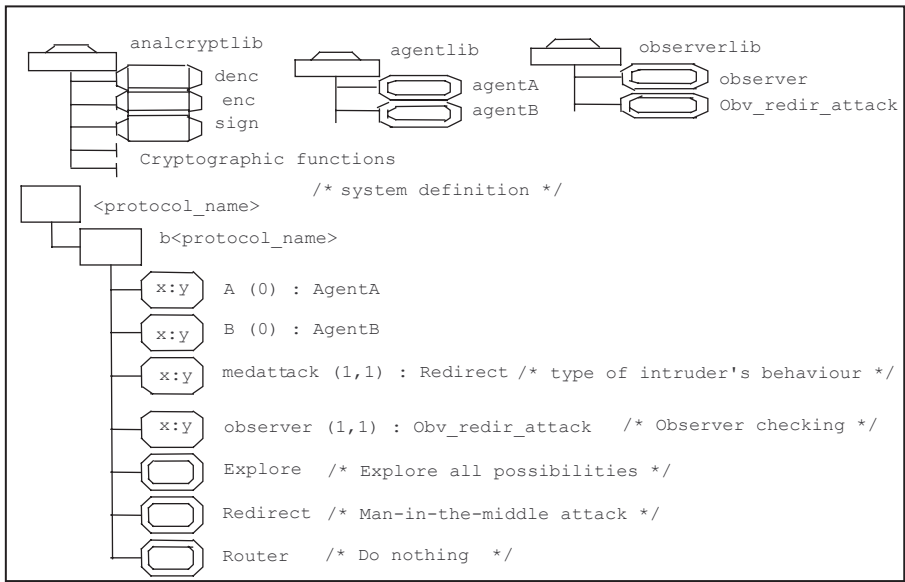 analcryptlib
denc
enc
sign
Cryptographic functions
agentlib
agentA
agentB
observerlib
observer
Obv_redir_attack
/* system definition */
<protocol_name>
b<protocol_name>
x:y A (0) : AgentA
x:y B (0) : AgentB
x:y medattack (1,1) : Redirect /* type of intruder's behaviour */
x:y observer (1,1) : Obv_redir_attack /* Observer checking */
Explore /* Explore all possibilities */
Redirect /* Man-in-the-middle attack */
Router /* Do nothing */